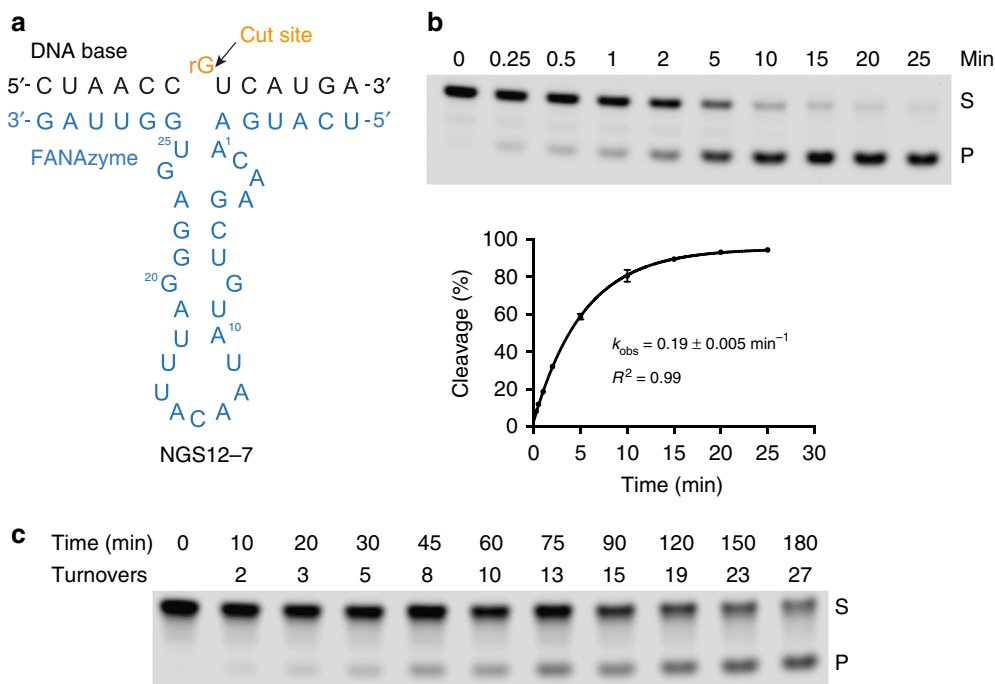 a
Cut site
DNA base
rG
5′-C U A A C C U C A U G A-3′
3′-G A U U G G A G U A C U-5′
FANAzyme
25 U A 1
G C
A
A G A
G C
G U
20 G G
A U
U A 10
U U
U A
A C A A
NGS12–7
b
0 0.25 0.5 1 2 5 10 15 20 25 Min
S
P
100
80
60
40
20
0
Cleavage (%)
kobs = 0.19 ± 0.005 min–1
R2 = 0.99
0 5 10 15 20 25 30
Time (min)
c
Time (min) 0 10 20 30 45 60 75 90 120 150 180
Turnovers 2 3 5 8 10 13 15 19 23 27
S
P